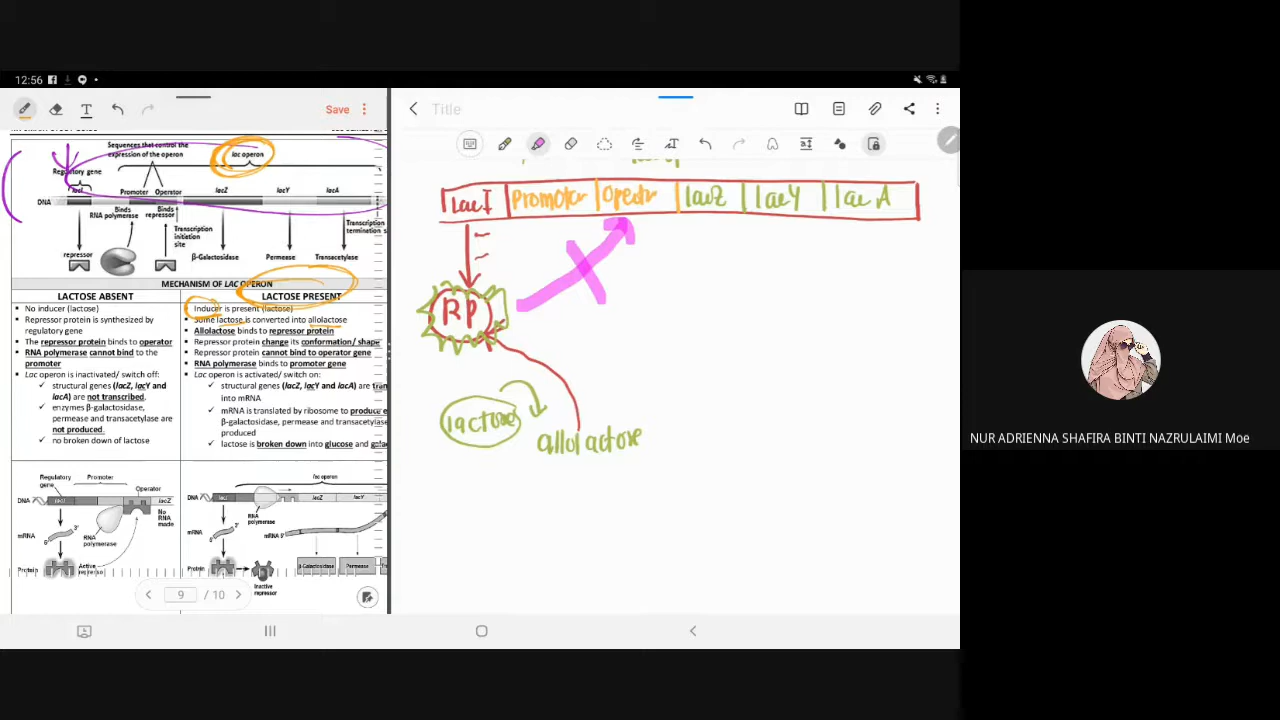 12:56
Save
Title
Sequences that control the
expression of the operon
lac operon
Regulatory gene
lacI
Promoter
Operator
lacZ
lacY
lacA
DNA
Binds
RNA polymerase
Binds
repressor
Transcription
initiation
site
Transcription
termination s
repressor
β-Galactosidase
Permease
Transacetylase
MECHANISM OF LAC OPERON
LACTOSE ABSENT
LACTOSE PRESENT
• No inducer (lactose)
• Repressor protein is synthesized by
regulatory gene
• The repressor protein binds to operator
• RNA polymerase cannot bind to the
promoter
• Lac operon is inactivated/ switch off:
✓ structural genes (lacZ, lacY and
lacA) are not transcribed.
✓ enzymes β-galactosidase,
permease and transacetylase are
not produced.
✓ no broken down of lactose
Inducer is present (lactose)
• Some lactose is converted into allolactose
• Allolactose binds to repressor protein
• Repressor protein change its conformation/ shape
• Repressor protein cannot bind to operator gene
• RNA polymerase binds to promoter gene
• Lac operon is activated/ switch on:
✓ structural genes (lacZ, lacY and lacA) are tran
into mRNA
✓ mRNA is translated by ribosome to produce e
β-galactosidase, permease and transacetylase
produced
✓ lactose is broken down into glucose and gala
Regulatory
gene
Promoter
Operator
DNA
lacI
lacZ
No
RNA
made
mRNA
5'
3'
RNA
polymerase
Protein
Active
repressor
lac operon
DNA
lacI
lacZ
lacY
RNA
polymerase
mRNA
5'
3'
mRNA 5'
Protein
β-Galactosidase
Permease
Inactive
repressor
9 / 10
lacI
Promoter
Operator
lacZ
lacY
lac A
RP
lactose
allolactose
NUR ADRIENNA SHAFIRA BINTI NAZRULAIMI Moe